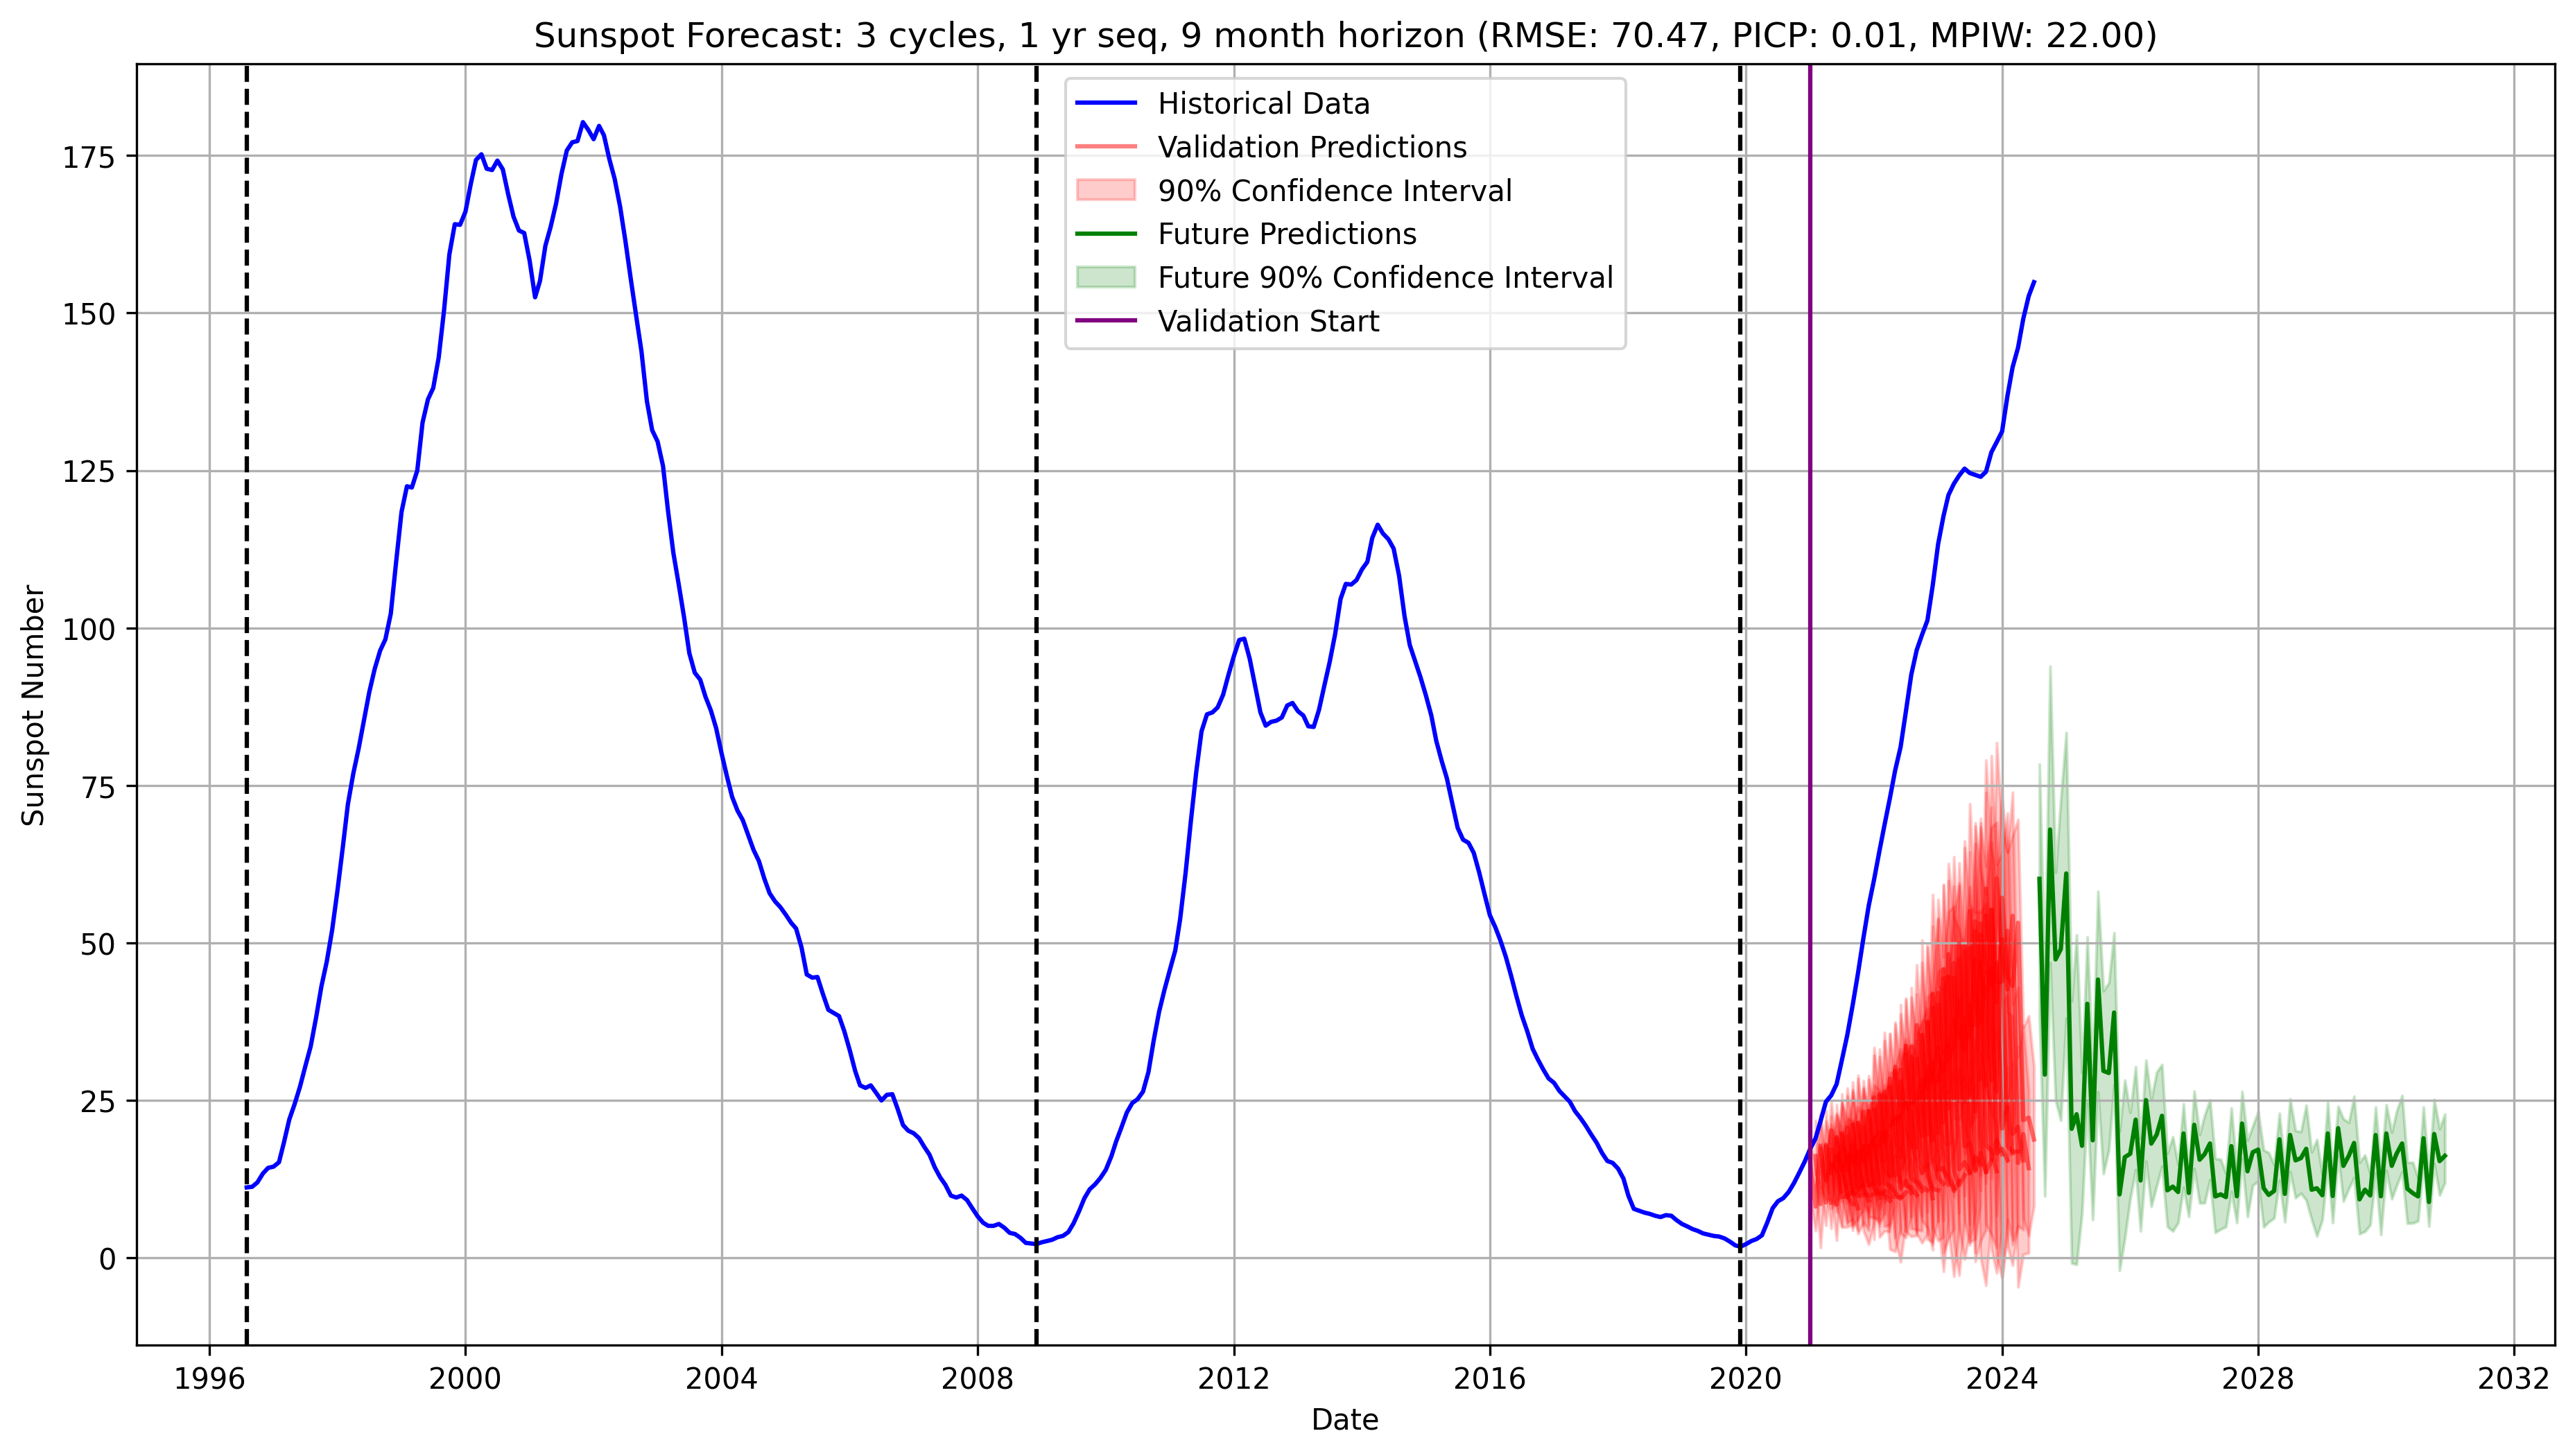 Sunspot Forecast: 3 cycles, 1 yr seq, 9 month horizon (RMSE: 70.47, PICP: 0.01, MPIW: 22.00)
Historical Data
Validation Predictions
90% Confidence Interval
Future Predictions
Future 90% Confidence Interval
Validation Start
Sunspot Number
175
150
125
100
75
50
25
0
1996 2000 2004 2008 2012 2016 2020 2024 2028 2032
Date